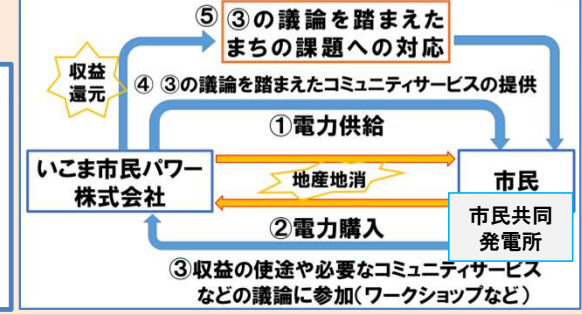 ⑤ ③の議論を踏まえた
まちの課題への対応
収益
還元
④ ③の議論を踏まえたコミュニティサービスの提供
①電力供給
いこま市民パワー
株式会社
地産地消
市民
市民共同
発電所
②電力購入
③収益の使途や必要なコミュニティサービス
などの議論に参加(ワークショップなど)